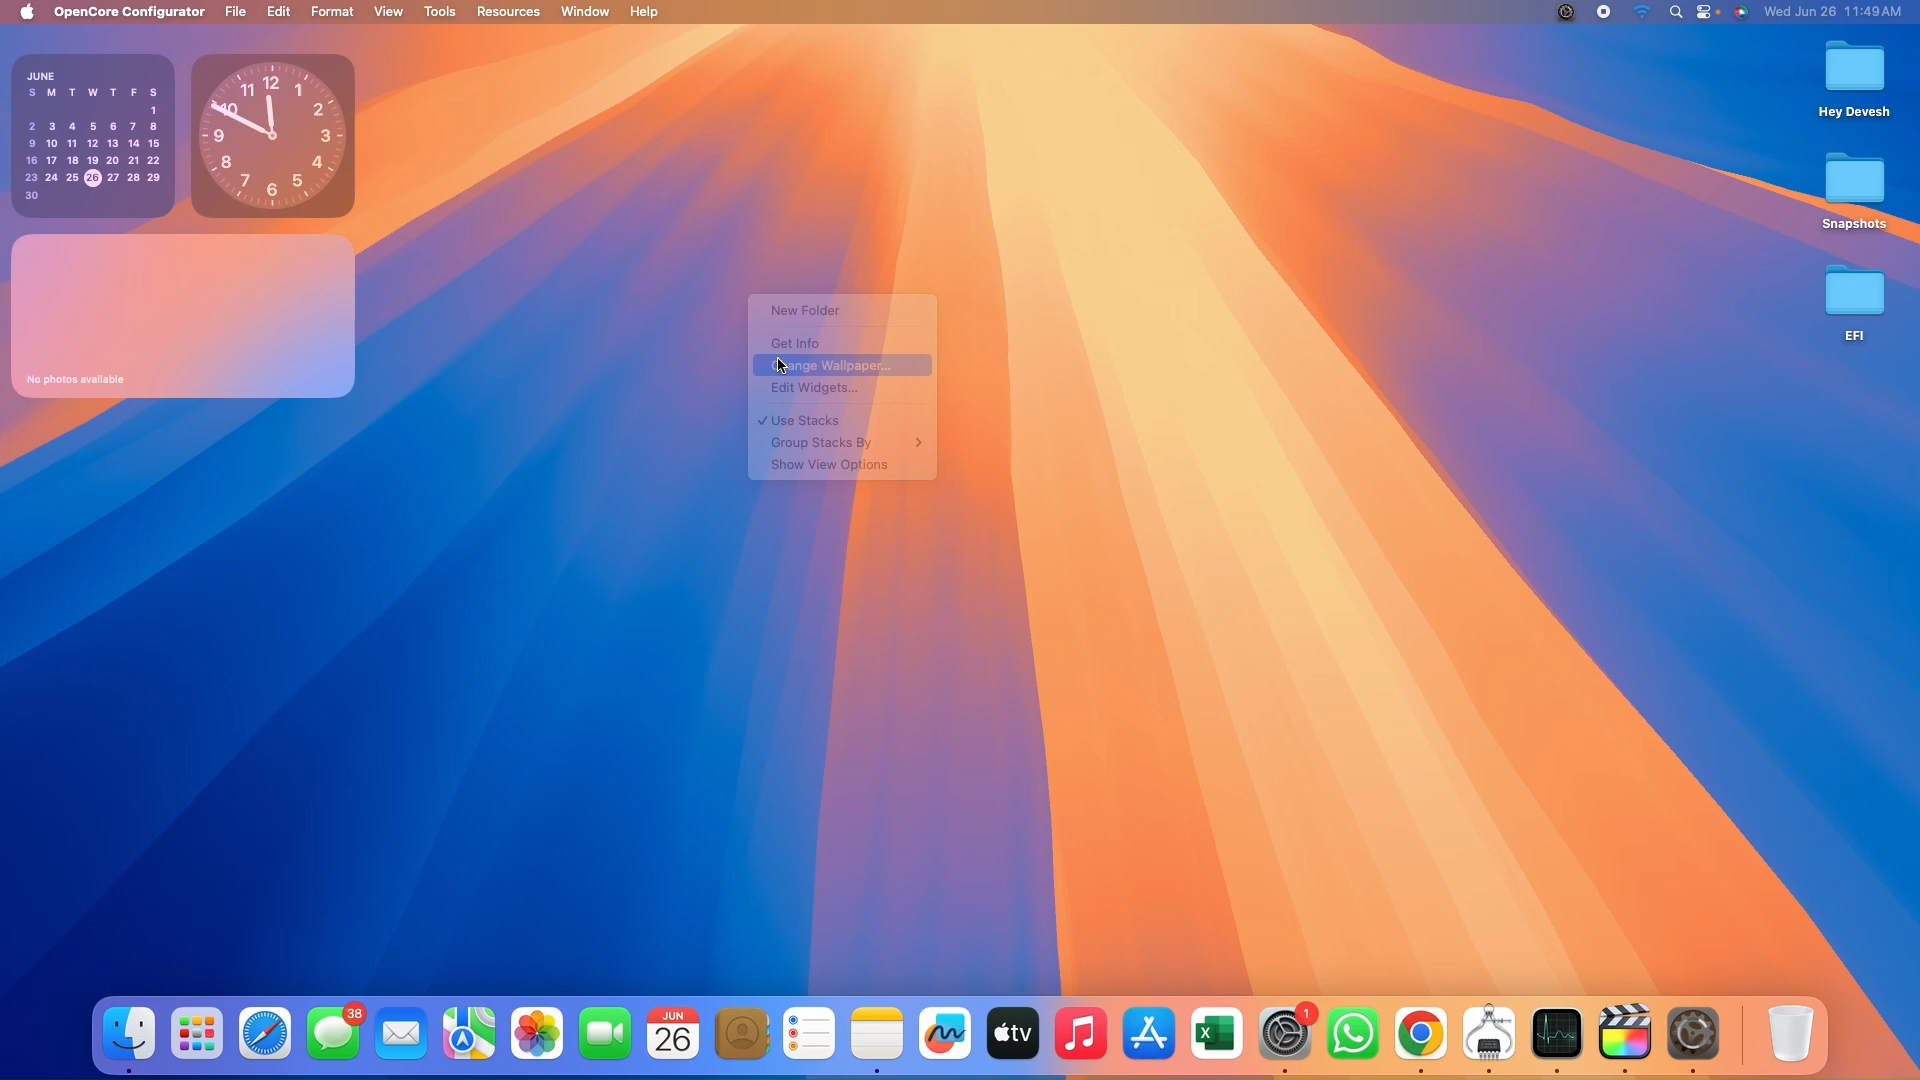 OpenCore Configurator File Edit Format View Tools Resources Window Help
Wed Jun 26 11:49 AM
JUNE
S M T W T F S
1
2 3 4 5 6 7 8
9 10 11 12 13 14 15
16 17 18 19 20 21 22
23 24 25 26 27 28 29
30
12
11 1
10 2
9 3
8 4
7 5
6
No photos available
New Folder
Get Info
Change Wallpaper...
Edit Widgets...
Use Stacks
Group Stacks By
Show View Options
Hey Devesh
Snapshots
EFI
38
JUN
26
tv
X
1